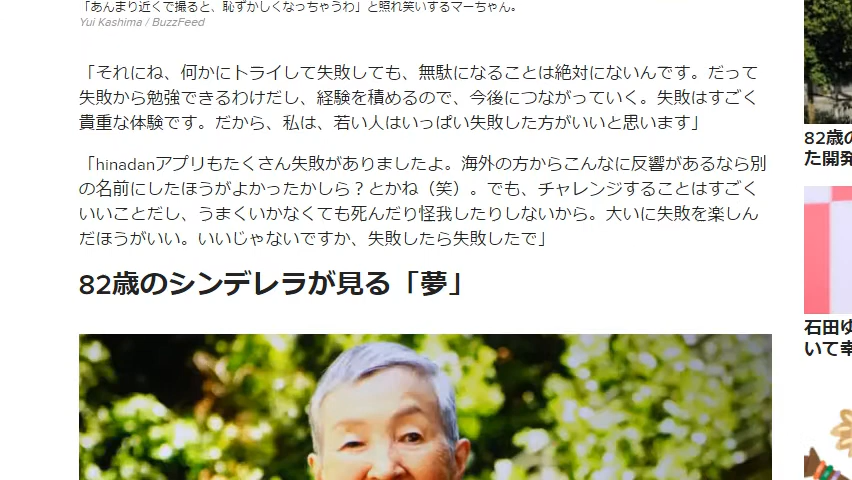 「あんまり近くで撮ると、恥ずかしくなっちゃうわ」と照れ笑いするマーちゃん。
Yui Kashima / BuzzFeed
「それにね、何かにトライして失敗しても、無駄になることは絶対にないんです。だって
失敗から勉強できるわけだし、経験を積めるので、今後につながっていく。失敗はすごく
貴重な体験です。だから、私は、若い人はいっぱい失敗した方がいいと思います」
「hinadanアプリもたくさん失敗がありましたよ。海外の方からこんなに反響があるなら別
の名前にしたほうがよかったかしら？とかね（笑）。でも、チャレンジすることはすごく
いいことだし、うまくいかなくても死んだり怪我したりしないから。大いに失敗を楽しん
だほうがいい。いいじゃないですか、失敗したら失敗したで」
82歳のシンデレラが見る「夢」
82歳の
た開発
石田ゆ
いて幸